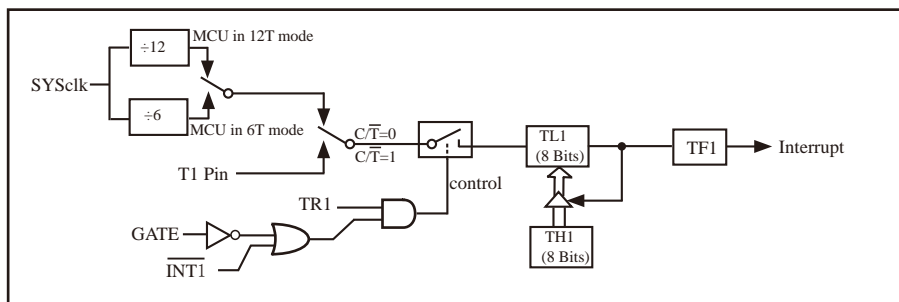 ÷12
MCU in 12T mode
SYSclk
÷6
MCU in 6T mode
C/T̅=0
C/T̅=1
T1 Pin
control
TL1
(8 Bits)
TF1
Interrupt
TR1
GATE
I̅N̅T̅1̅
TH1
(8 Bits)